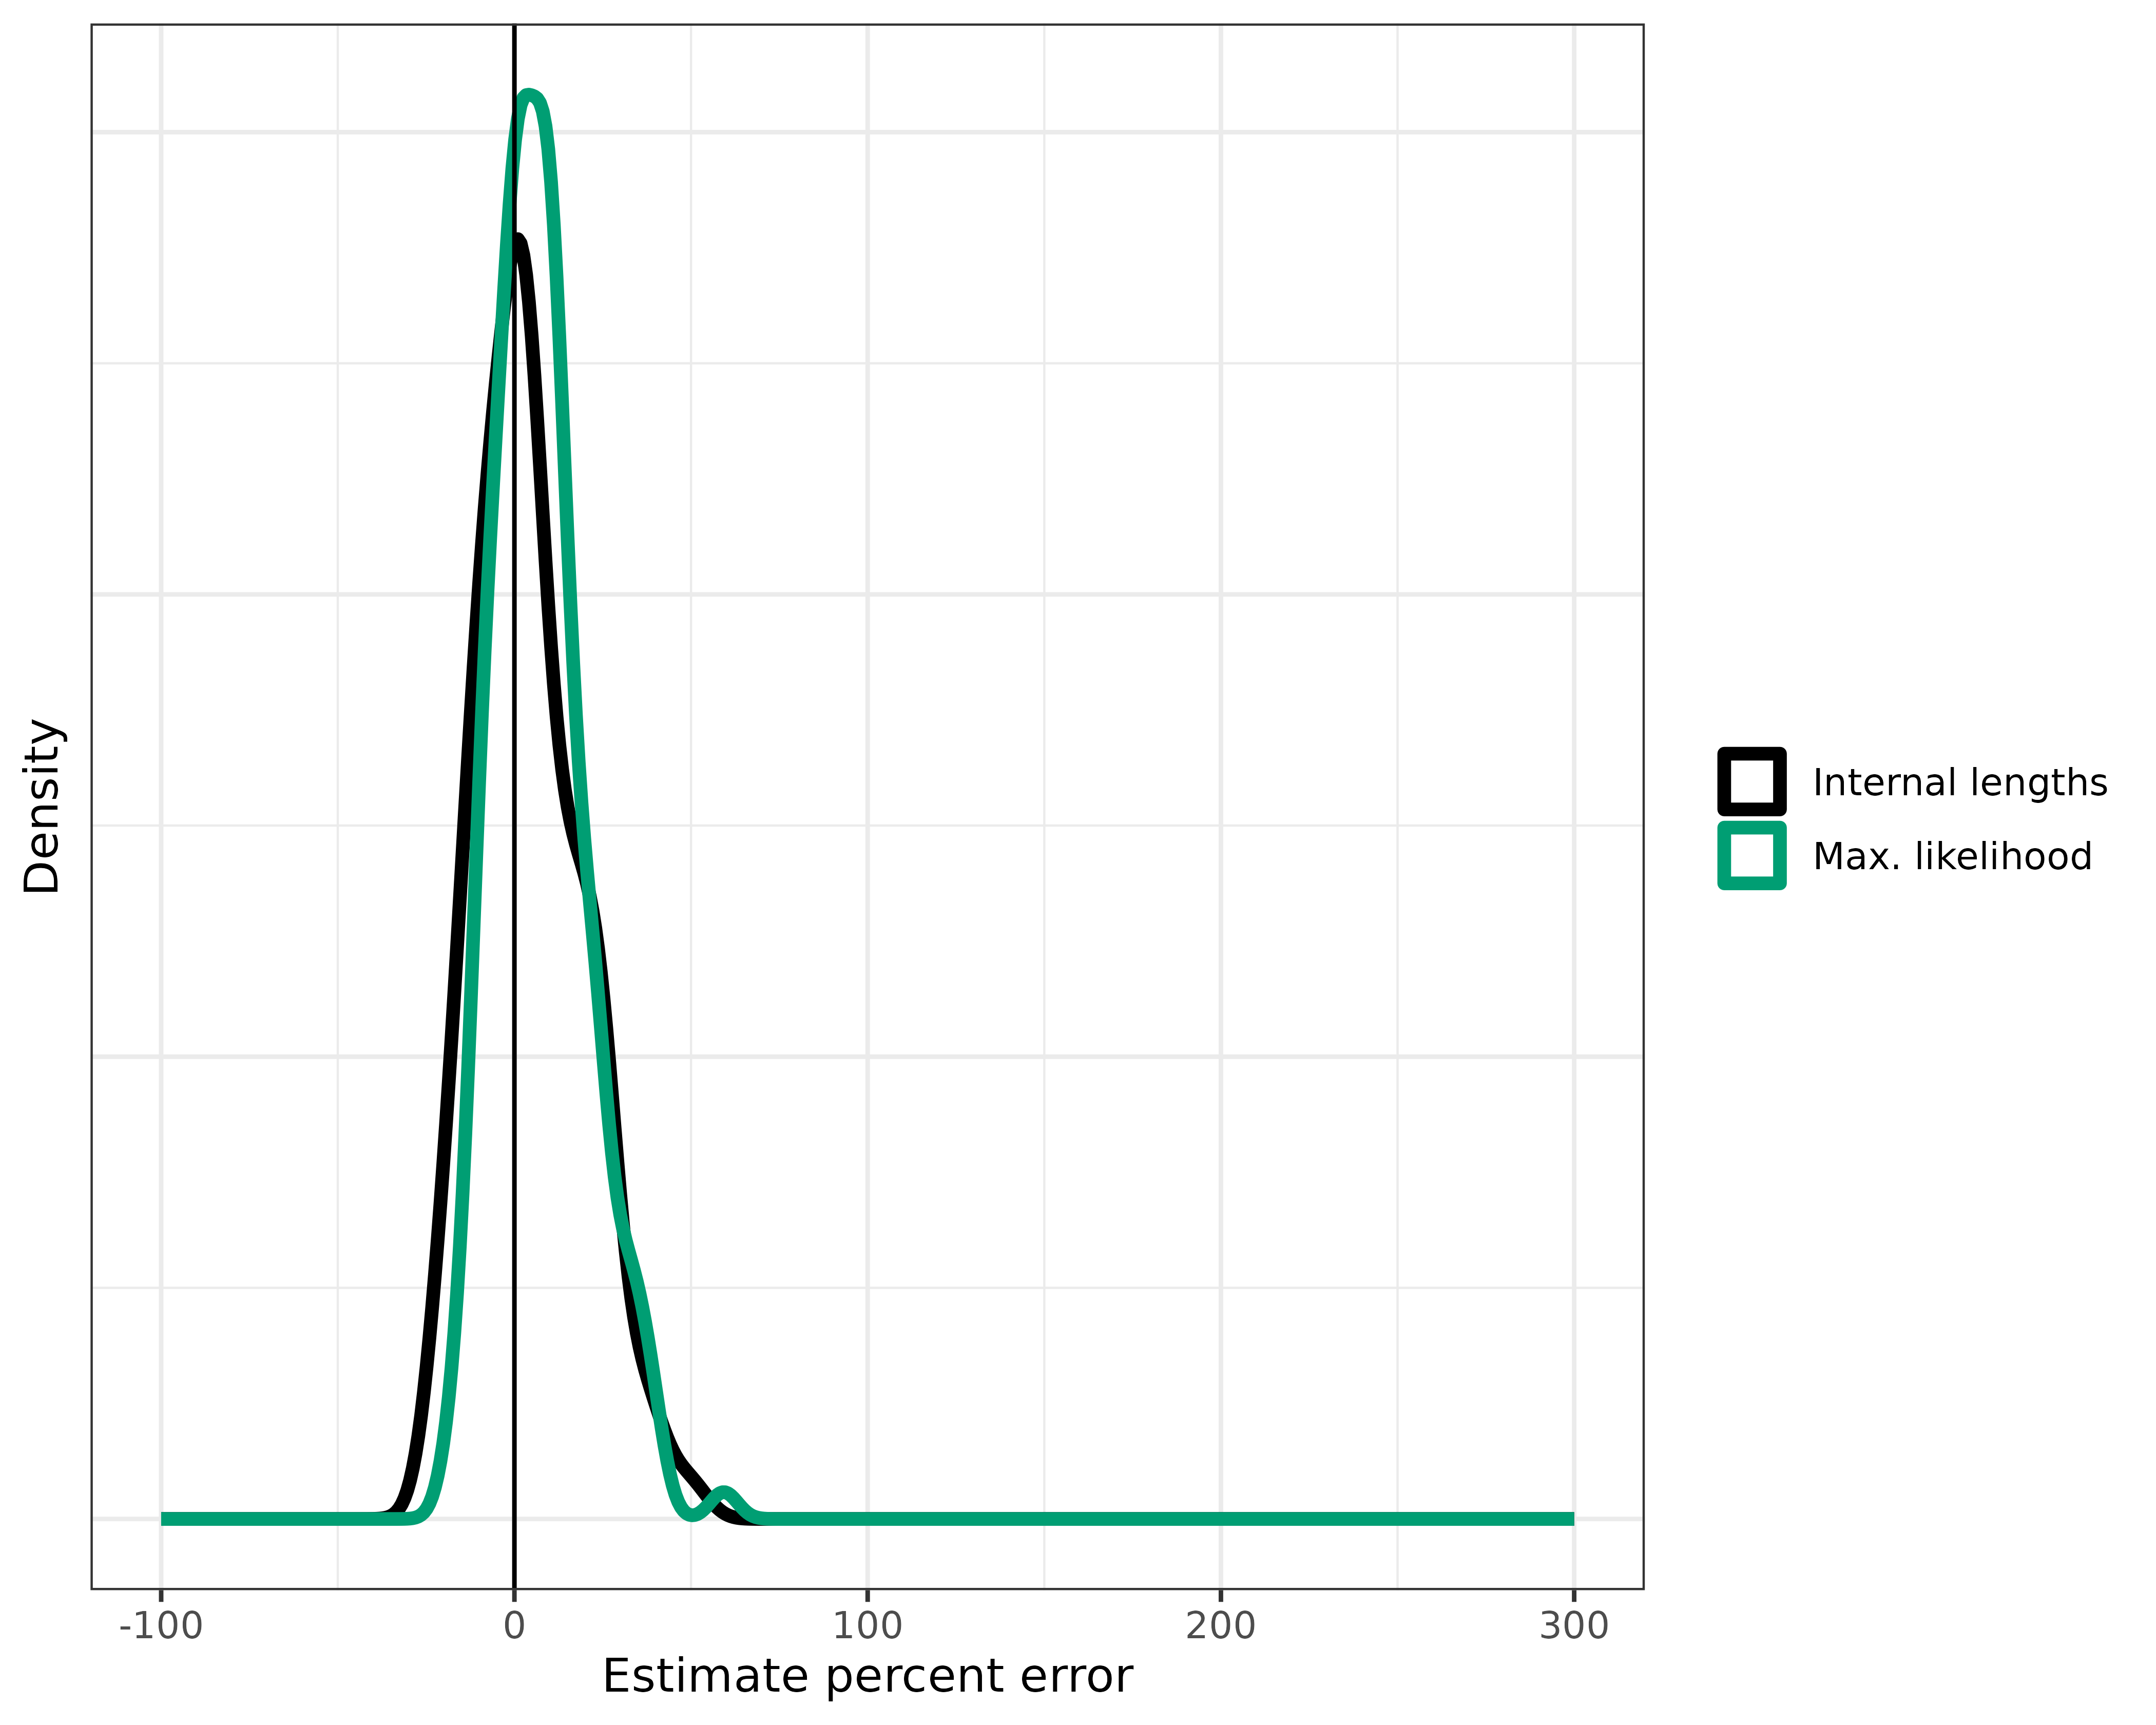 Density
-100
0
100
200
300
Estimate percent error
Internal lengths
Max. likelihood